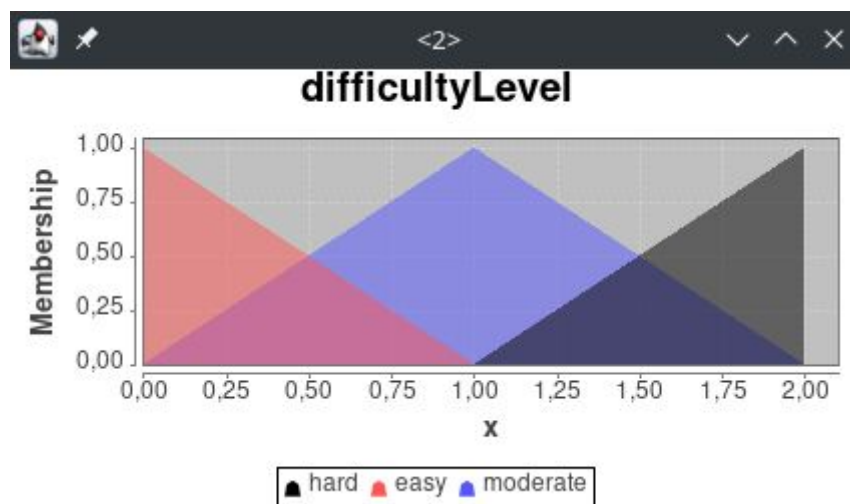 <2>
difficultyLevel
Membership
1,00
0,75
0,50
0,25
0,00
0,00 0,25 0,50 0,75 1,00 1,25 1,50 1,75 2,00
x
hard easy moderate